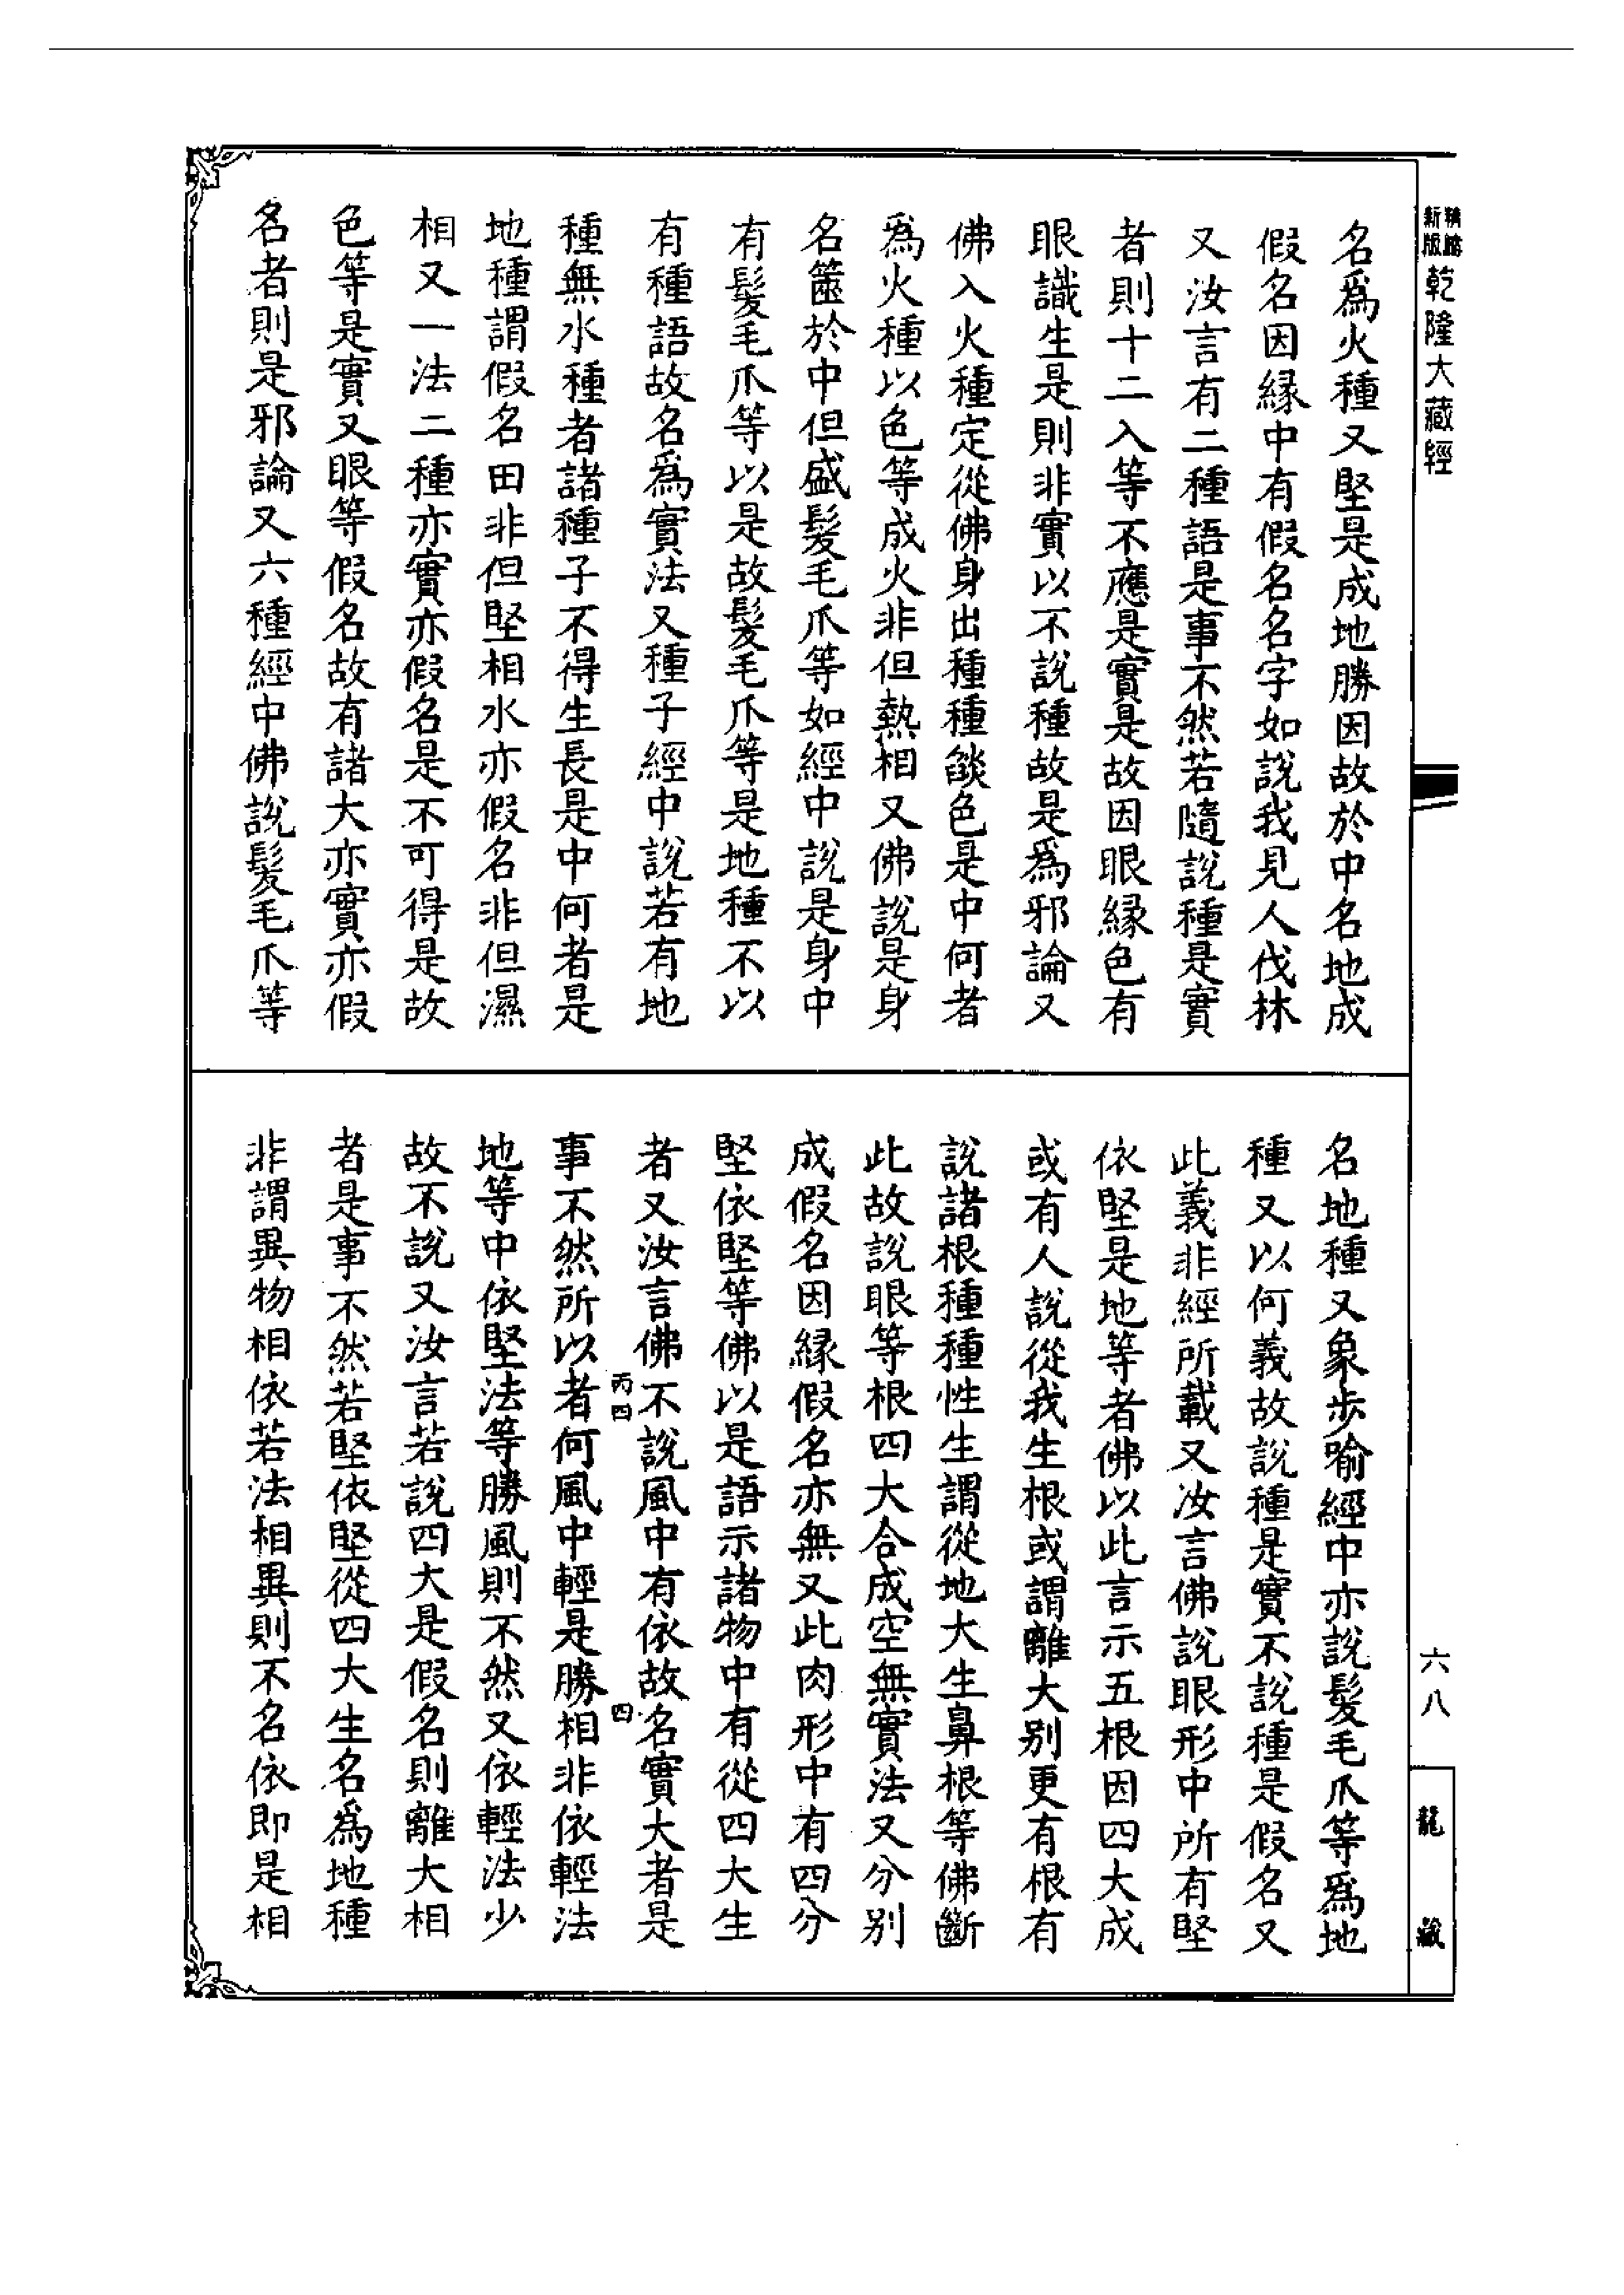 新版
乾隆大藏經
六八
龍藏
名為火種又堅是成地勝因故於中名地成
假名因緣中有假名名字如說我見人伐林
又汝言有二種語是事不然若隨說種是實
者則十二入等不應是實是故因眼緣色有
眼識生是則非實以不說種故是為邪論又
佛入火種定從佛身出種種燄色是中何者
為火種以色等成火非但熱相又佛說是身
名篋於中但盛髮毛爪等如經中說是身中
有髮毛爪等以是故髮毛爪等是地種不以
有種語故名為實法又種子經中說若有地
種無水種者諸種子不得生長是中何者是
地種謂假名田非但堅相水亦假名非但濕
相又一法二種亦實亦假名是不可得是故
色等是實又眼等假名故有諸大亦實亦假
名者則是邪論又六種經中佛說髮毛爪等
名地種又象步喻經中亦說髮毛爪等為地
種又以何義故說種是實不說種是假名又
此義非經所載又汝言佛說眼形中所有堅
依堅是地等者佛以此言示五根因四大成
或有人說從我生根或謂離大別更有根有
說諸根種種性生謂從地大生鼻根等佛斷
此故說眼等根四大合成空無實法又分別
成假名因緣假名亦無又此肉形中有四分
堅依堅等佛以是語示諸物中有從四大生
者又汝言佛不說風中有依故名實大者是
丙四
四
事不然所以者何風中輕是勝相非依輕法
地等中依堅法等勝風則不然又依輕法少
故不說又汝言若說四大是假名則離大相
者是事不然若堅依堅從四大生名為地種
非謂異物相依若法相異則不名依即是相